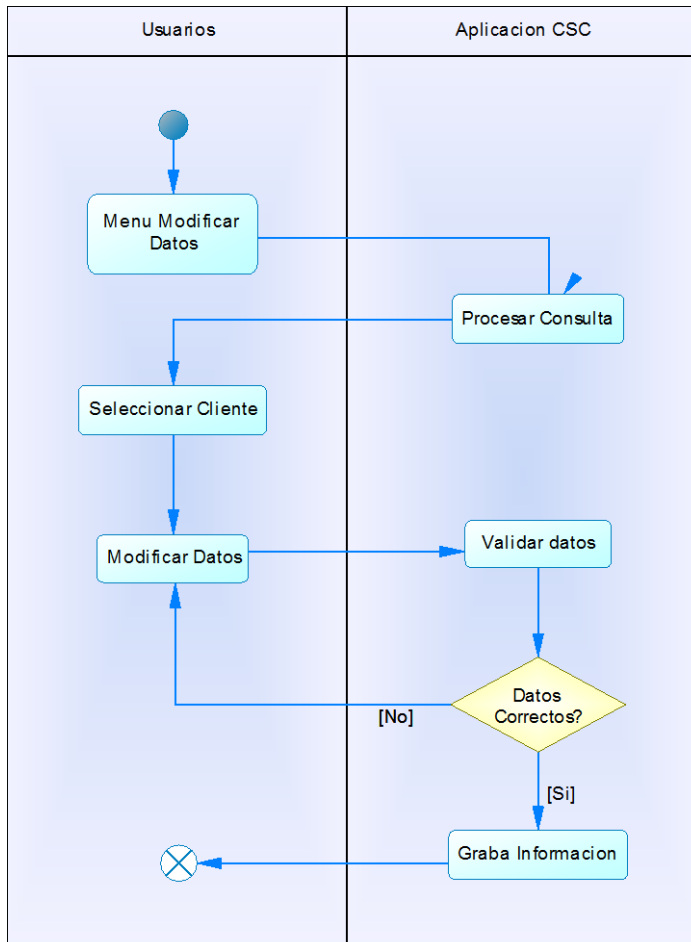 Usuarios
Aplicacion CSC
Menu Modificar
Datos
Procesar Consulta
Seleccionar Cliente
Modificar Datos
Validar datos
Datos
Correctos?
[No]
[Si]
Graba Informacion